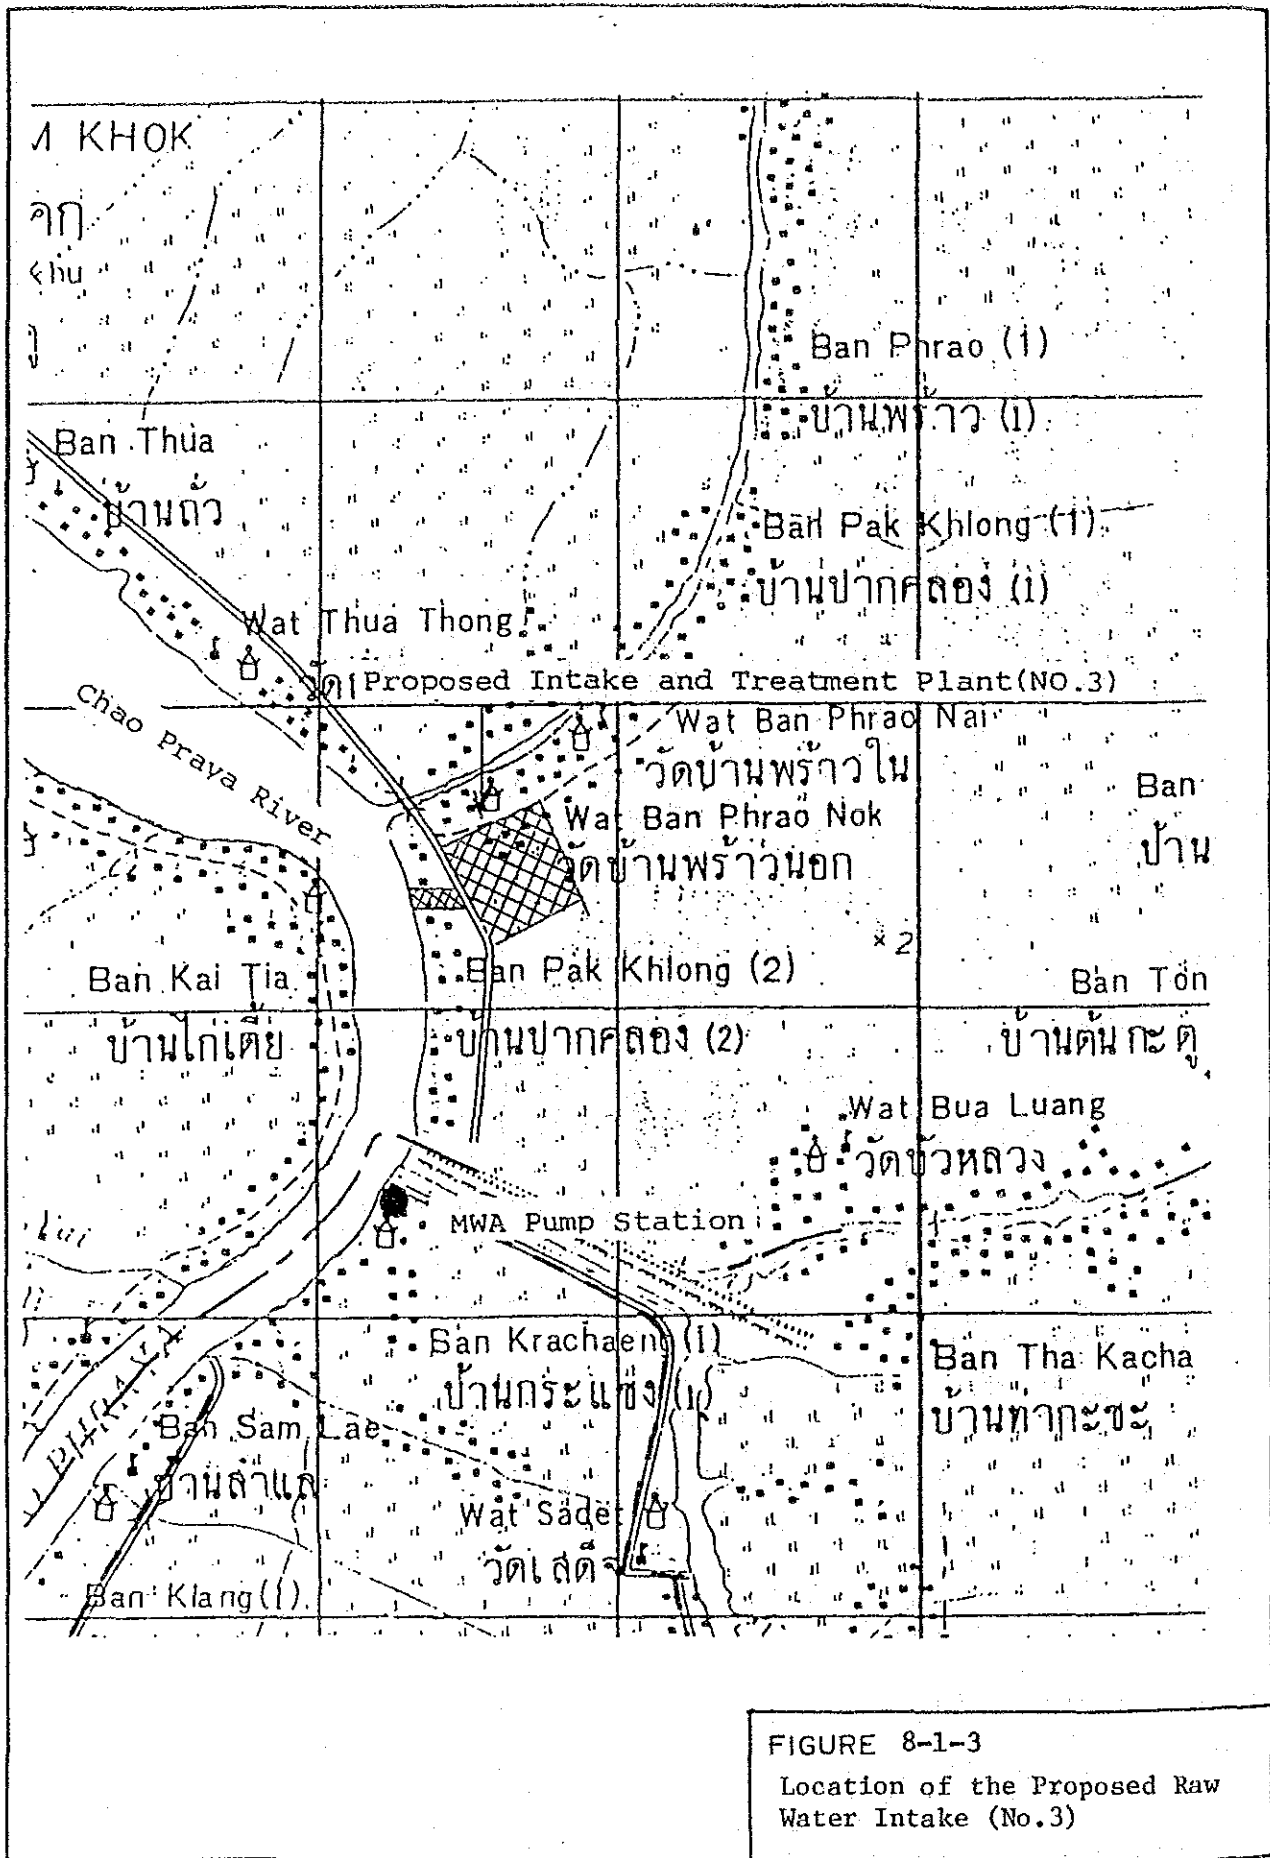 KHOK
Ban Phrao (1)
บ้านพร้าว (1)
Ban Thua
บ้านถั่ว
Ban Pak Khlong (1)
บ้านปากคลอง (1)
Wat Thua Thong
Proposed Intake and Treatment Plant(NO.3)
Chao Praya River
Wat Ban Phrao Nai
วัดบ้านพร้าวใน
Ban
บ้าน
Wat Ban Phrao Nok
วัดบ้านพร้าวนอก
× 2
Ban Kai Tia
บ้านไก่เตี้ย
Ban Pak Khlong (2)
บ้านปากคลอง (2)
Ban Ton
บ้านต้นกะตู
Wat Bua Luang
วัดบัวหลวง
MWA Pump Station
Ban Krachaeng (1)
บ้านกระแชง (1)
Ban Tha Kacha
บ้านท่ากะชะ
PHRAYA
Ban Sam Lae
บ้านสำแล
Wat Sadet
วัดเสด็จ
Ban Klang (1)
FIGURE 8-1-3
Location of the Proposed Raw
Water Intake (No.3)